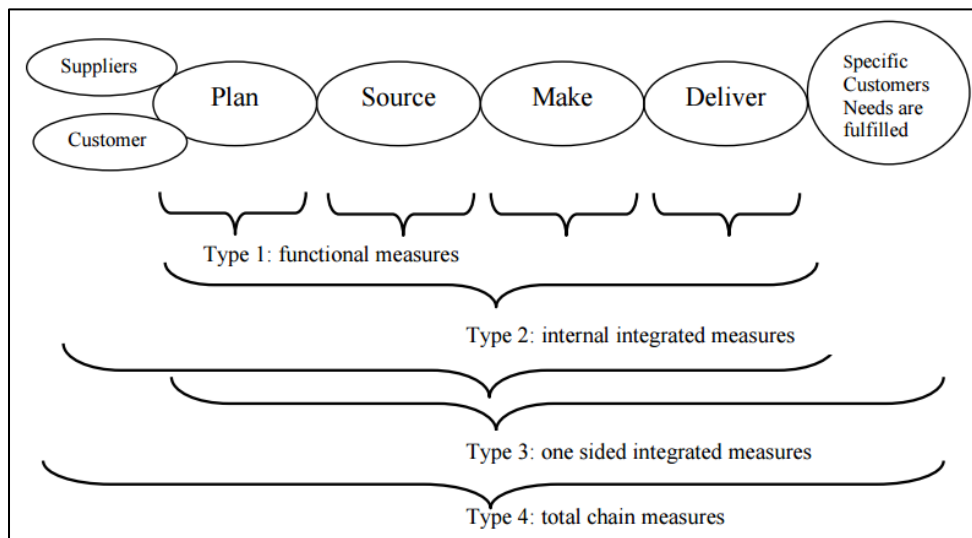 Suppliers
Customer
Plan
Source
Make
Deliver
Specific
Customers
Needs are
fulfilled
Type 1: functional measures
Type 2: internal integrated measures
Type 3: one sided integrated measures
Type 4: total chain measures